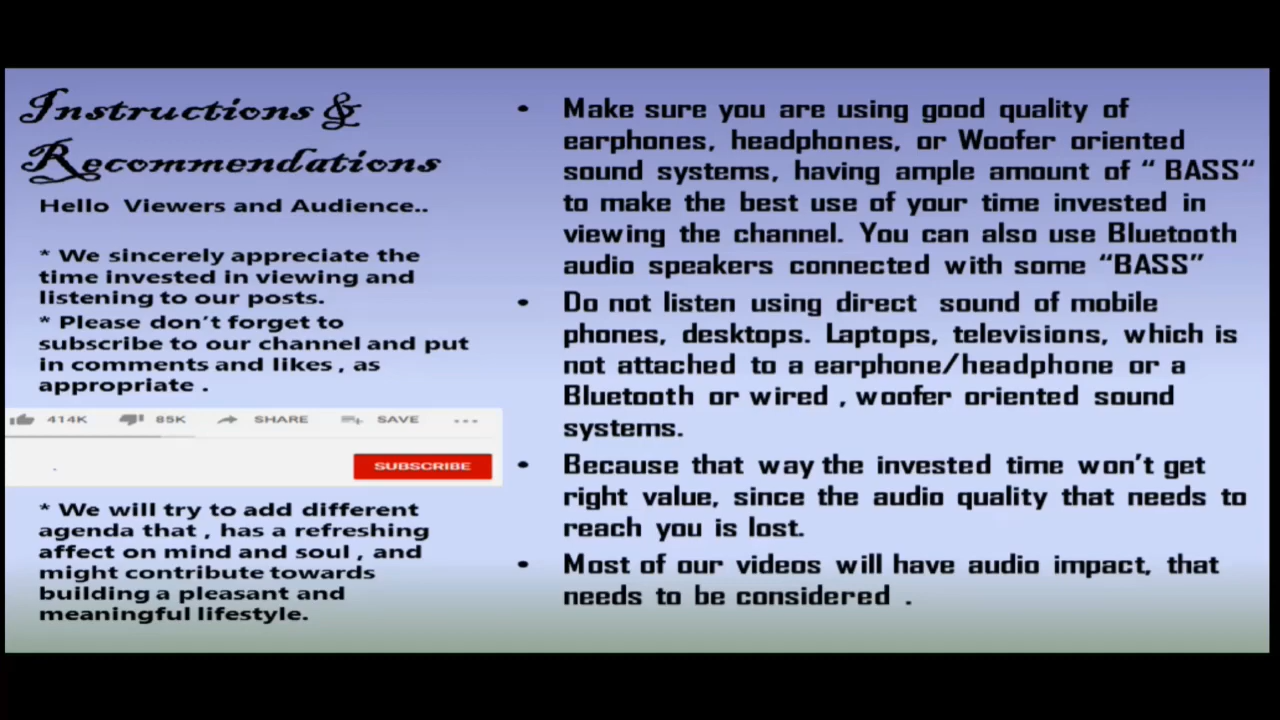 Instructions &
Recommendations
Hello Viewers and Audience..
* We sincerely appreciate the
time invested in viewing and
listening to our posts.
* Please don't forget to
subscribe to our channel and put
in comments and likes , as
appropriate .
414K 85K SHARE SAVE ...
SUBSCRIBE
* We will try to add different
agenda that , has a refreshing
affect on mind and soul , and
might contribute towards
building a pleasant and
meaningful lifestyle.
• Make sure you are using good quality of
earphones, headphones, or Woofer oriented
sound systems, having ample amount of “ BASS“
to make the best use of your time invested in
viewing the channel. You can also use Bluetooth
audio speakers connected with some “BASS”
• Do not listen using direct sound of mobile
phones, desktops. Laptops, televisions, which is
not attached to a earphone/headphone or a
Bluetooth or wired , woofer oriented sound
systems.
• Because that way the invested time won't get
right value, since the audio quality that needs to
reach you is lost.
• Most of our videos will have audio impact, that
needs to be considered .